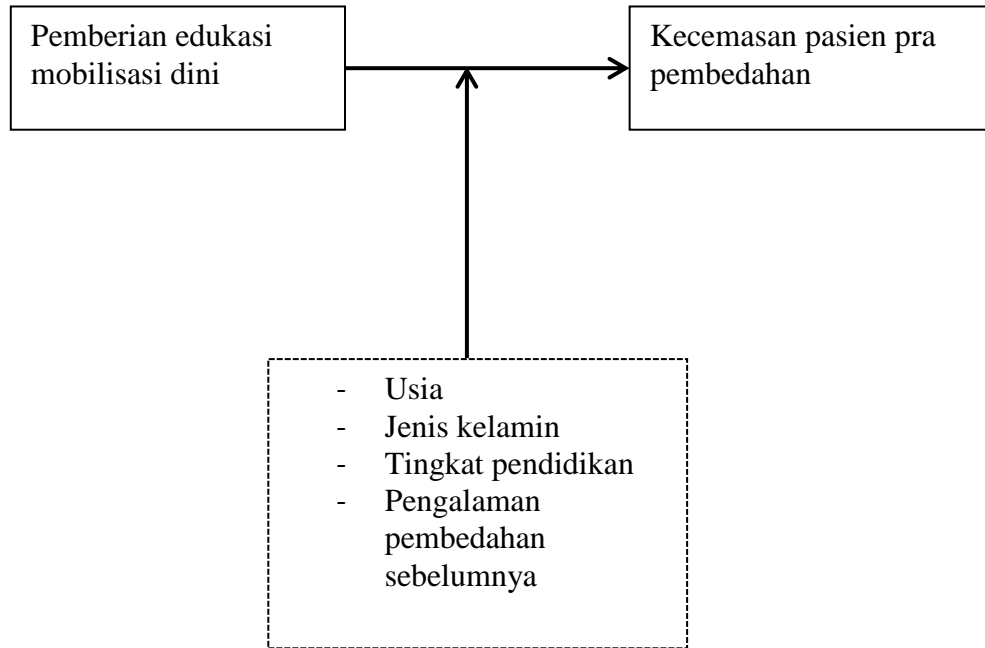 Pemberian edukasi
mobilisasi dini
Kecemasan pasien pra
pembedahan
- Usia
- Jenis kelamin
- Tingkat pendidikan
- Pengalaman
pembedahan
sebelumnya